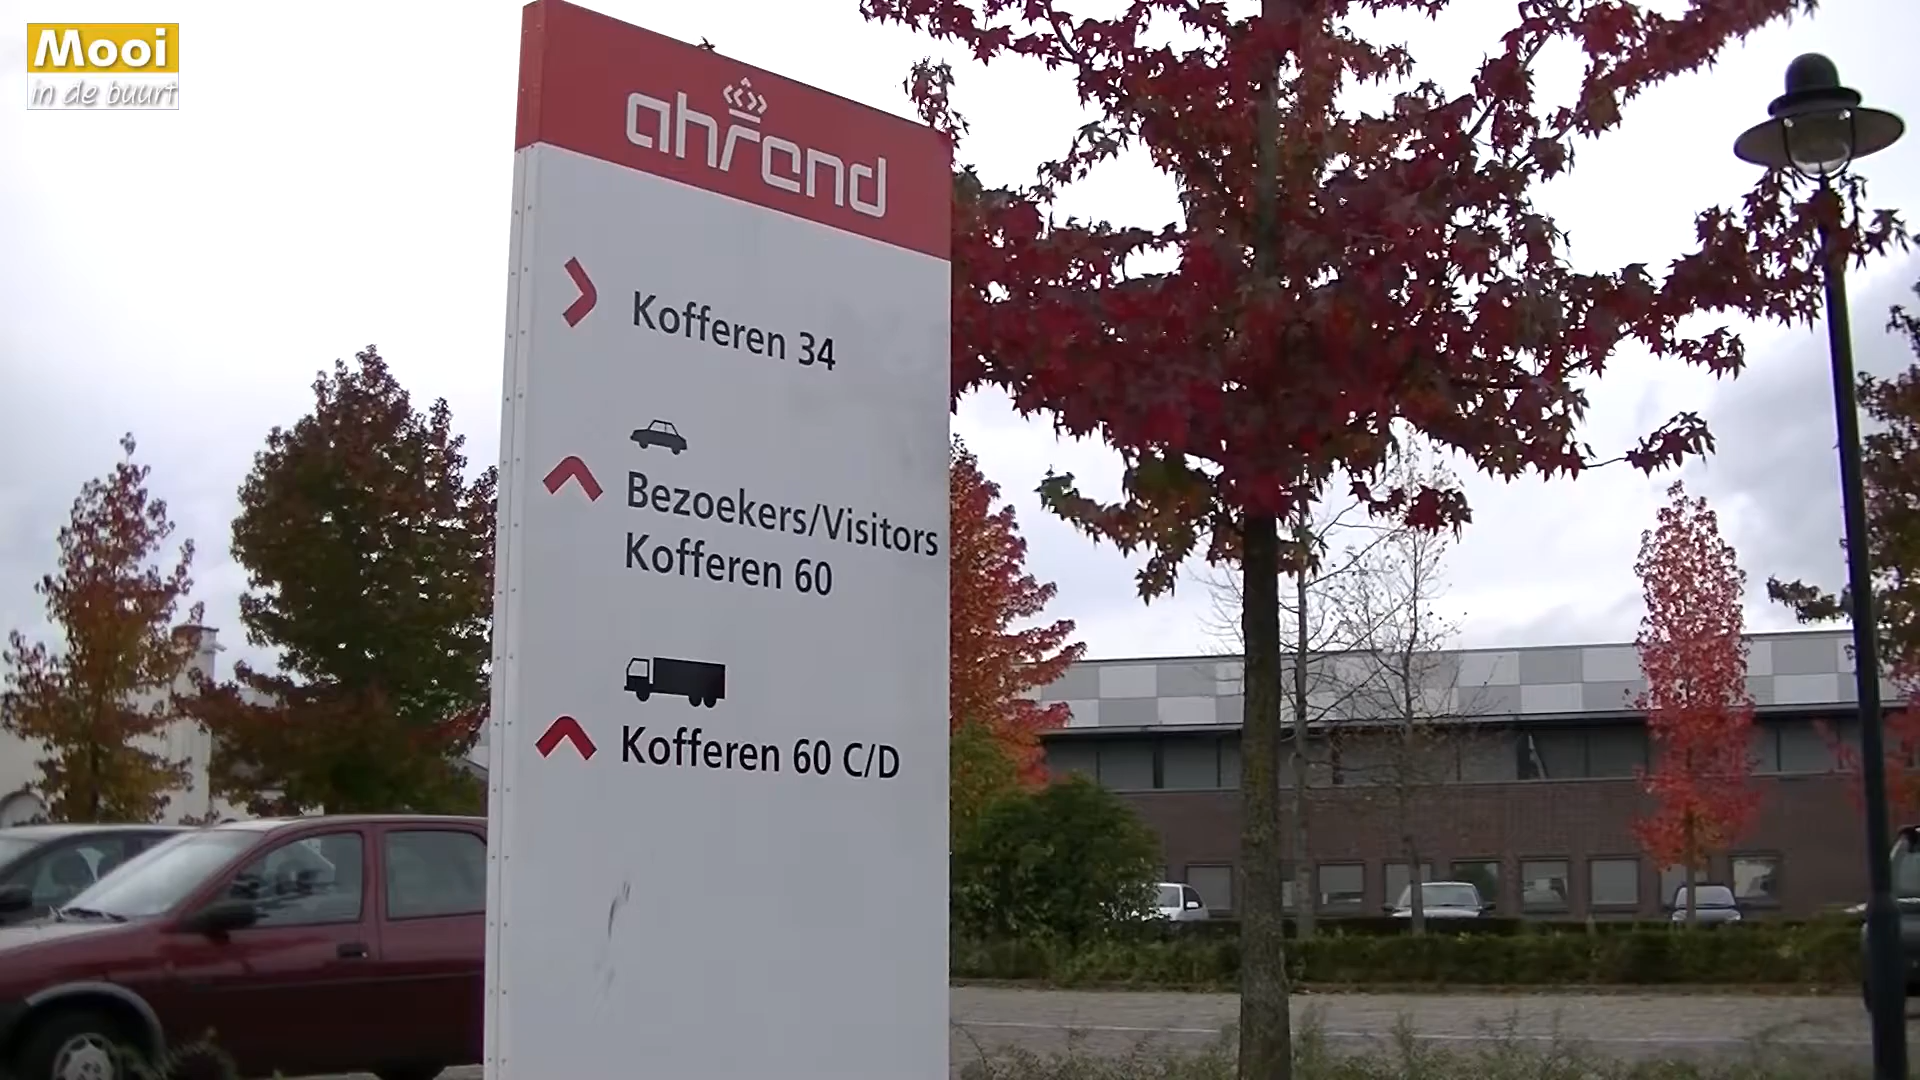 Mooi
in de buurt
ahrend
Kofferen 34
Bezoekers/Visitors
Kofferen 60
Kofferen 60 C/D